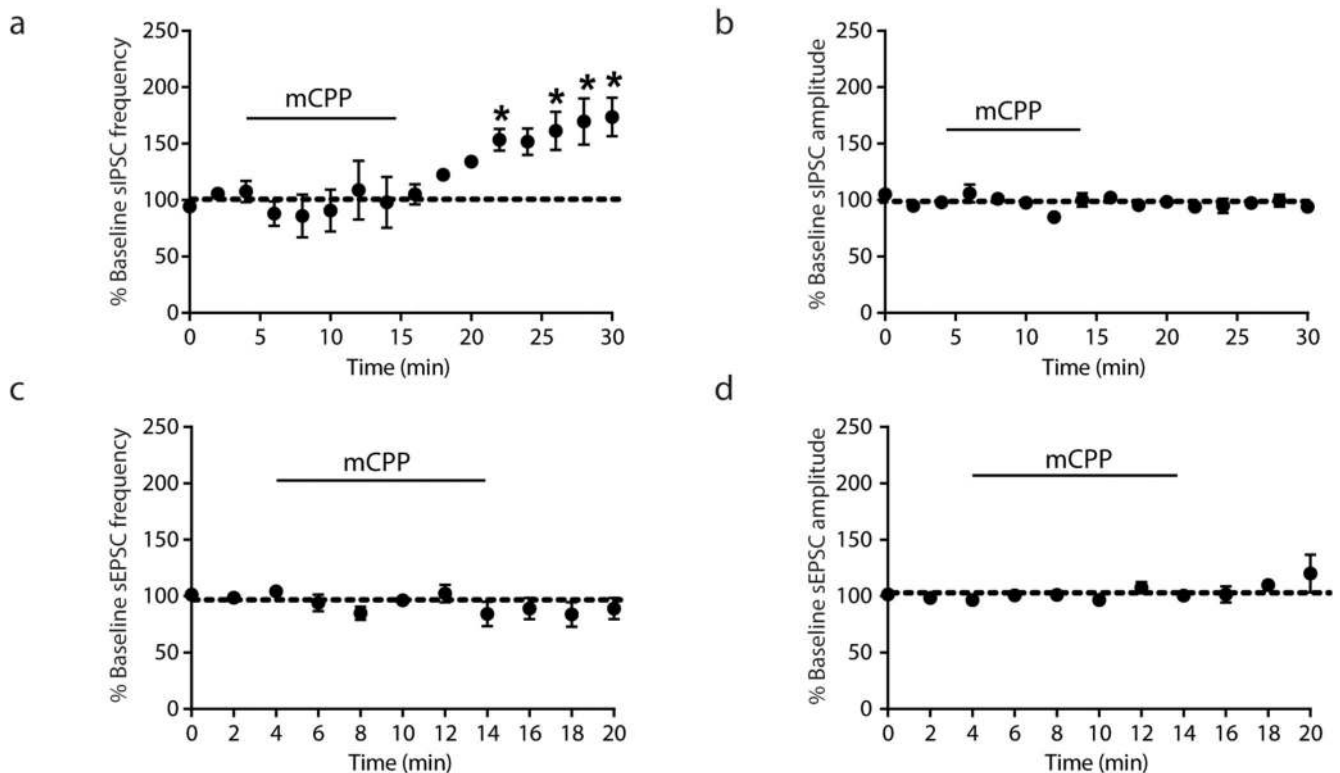 a
250
200
150
100
50
0
% Baseline sIPSC frequency
mCPP
* * * *
0 5 10 15 20 25 30
Time (min)
b
250
200
150
100
50
0
% Baseline sIPSC amplitude
mCPP
0 5 10 15 20 25 30
Time (min)
c
250
200
150
100
50
0
% Baseline sEPSC frequency
mCPP
0 2 4 6 8 10 12 14 16 18 20
Time (min)
d
250
200
150
100
50
0
% Baseline sEPSC amplitude
mCPP
0 2 4 6 8 10 12 14 16 18 20
Time (min)